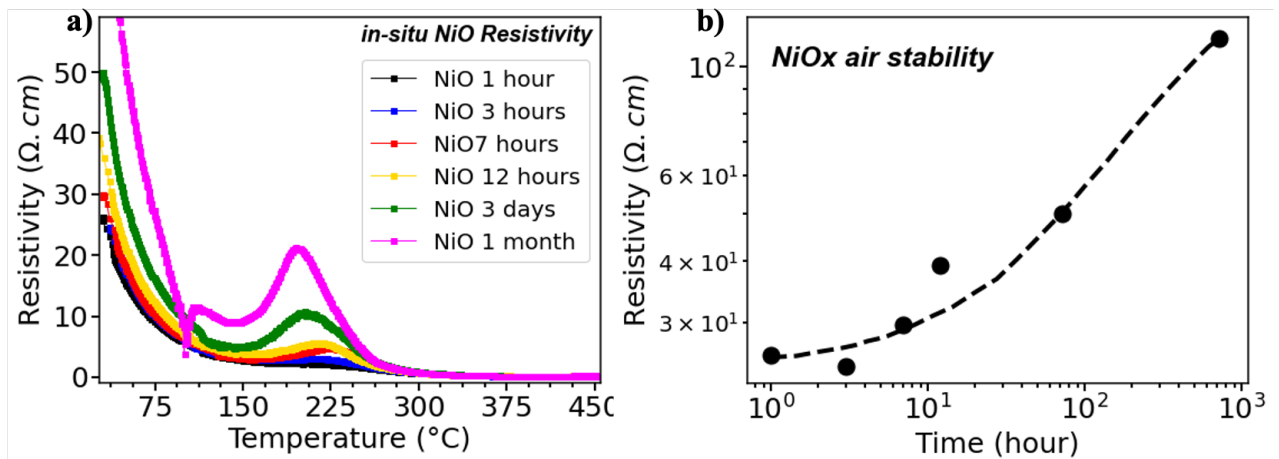 a)
in-situ NiO Resistivity
NiO 1 hour
NiO 3 hours
NiO7 hours
NiO 12 hours
NiO 3 days
NiO 1 month
Resistivity (Ω. cm)
50
40
30
20
10
0
75 150 225 300 375 450
Temperature (°C)
b)
NiOx air stability
Resistivity (Ω. cm)
10²
6 × 10¹
4 × 10¹
3 × 10¹
10⁰ 10¹ 10² 10³
Time (hour)